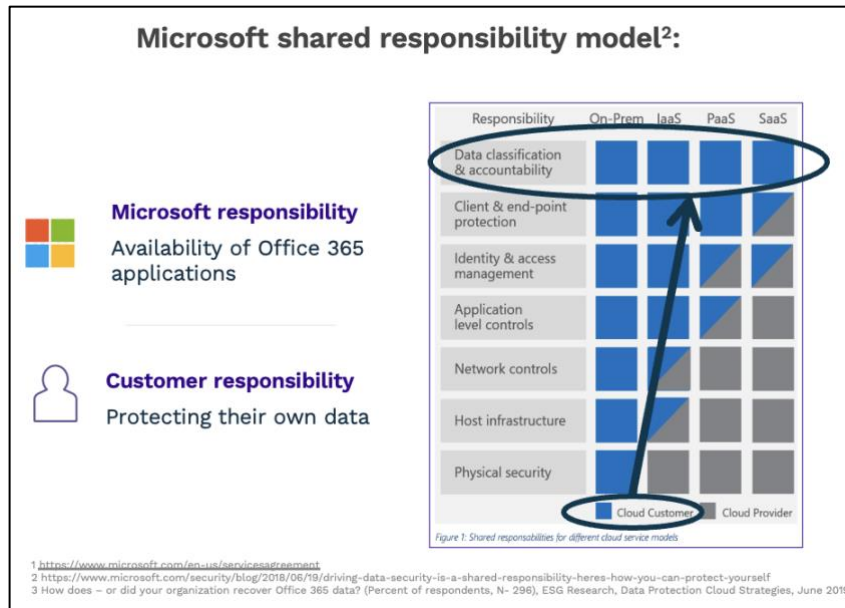 Microsoft shared responsibility model²:
Microsoft responsibility
Availability of Office 365
applications
Customer responsibility
Protecting their own data
Responsibility On-Prem IaaS PaaS SaaS
Data classification
& accountability
Client & end-point
protection
Identity & access
management
Application
level controls
Network controls
Host infrastructure
Physical security
Cloud Customer Cloud Provider
Figure 1: Shared responsabilities for different cloud service models
1 https://www.microsoft.com/en-us/servicesagreement
2 https://www.microsoft.com/security/blog/2018/06/19/driving-data-security-is-a-shared-responsibility-heres-how-you-can-protect-yourself
3 How does – or did your organization recover Office 365 data? (Percent of respondents, N- 296), ESG Research, Data Protection Cloud Strategies, June 2019